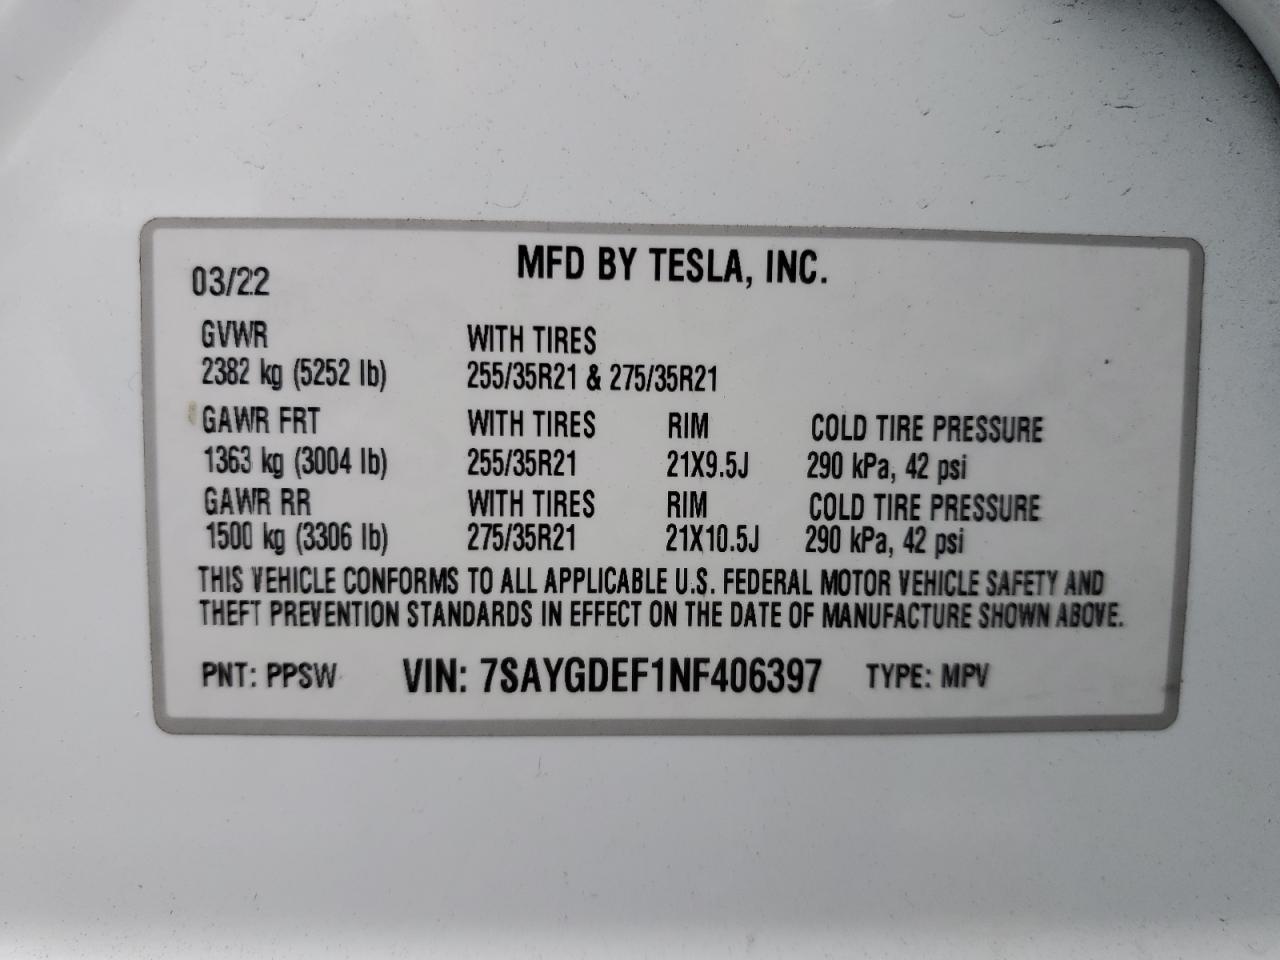 MFD BY TESLA, INC.
03/22
GVWR WITH TIRES
2382 kg (5252 lb) 255/35R21 & 275/35R21
GAWR FRT WITH TIRES RIM COLD TIRE PRESSURE
1363 kg (3004 lb) 255/35R21 21X9.5J 290 kPa, 42 psi
GAWR RR WITH TIRES RIM COLD TIRE PRESSURE
1500 kg (3306 lb) 275/35R21 21X10.5J 290 kPa, 42 psi
THIS VEHICLE CONFORMS TO ALL APPLICABLE U.S. FEDERAL MOTOR VEHICLE SAFETY AND
THEFT PREVENTION STANDARDS IN EFFECT ON THE DATE OF MANUFACTURE SHOWN ABOVE.
PNT: PPSW VIN: 7SAYGDEF1NF406397 TYPE: MPV